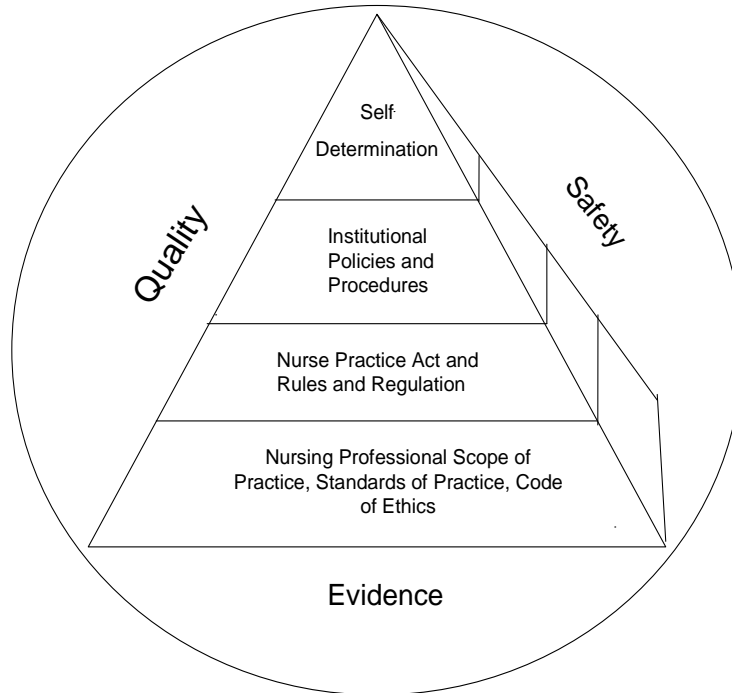 Self-
Determination
Quality
Safety
Institutional
Policies and
Procedures
Nurse Practice Act and
Rules and Regulation
Nursing Professional Scope of
Practice, Standards of Practice, Code
of Ethics
Evidence